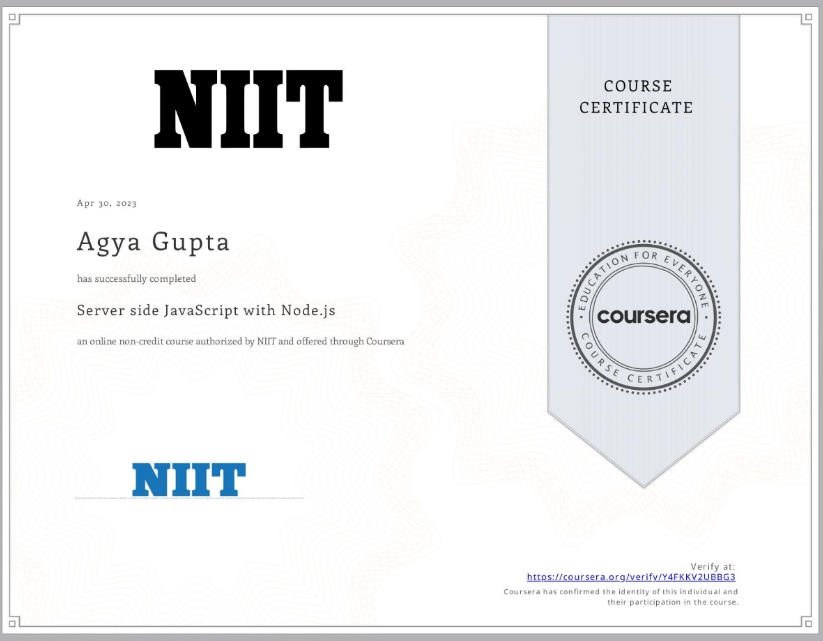 NIIT
COURSE
CERTIFICATE
Apr 30, 2023
Agya Gupta
has successfully completed
Server side JavaScript with Node.js
an online non-credit course authorized by NIIT and offered through Coursera
EDUCATION FOR EVERYONE
coursera
COURSE CERTIFICATE
NIIT
Verify at:
https://coursera.org/verify/Y4FKKV2UBBG3
Coursera has confirmed the identity of this individual and
their participation in the course.